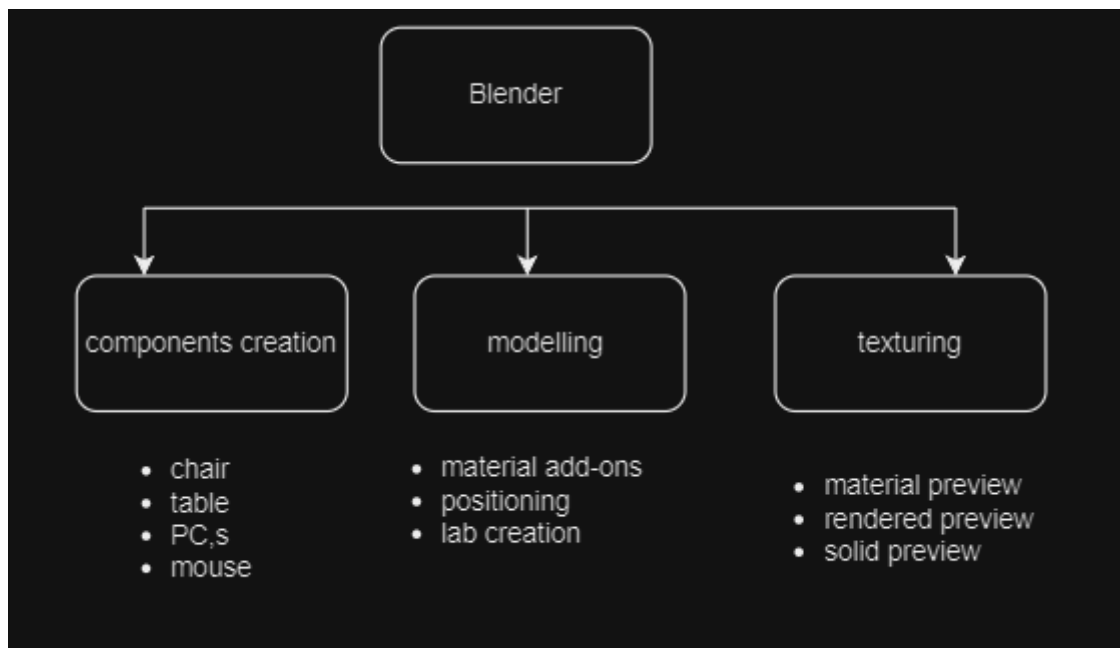 Blender
components creation
modelling
texturing
• chair
• table
• PC,s
• mouse
• material add-ons
• positioning
• lab creation
• material preview
• rendered preview
• solid preview